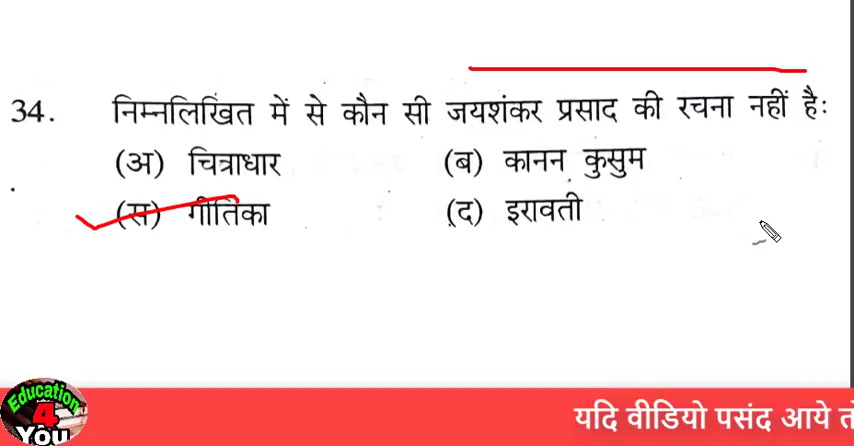 34. निम्नलिखित में से कौन सी जयशंकर प्रसाद की रचना नहीं है:
(अ) चित्राधार (ब) कानन कुसुम
(स) गीतिका (द) इरावती
Education
4
You
यदि वीडियो पसंद आये तो